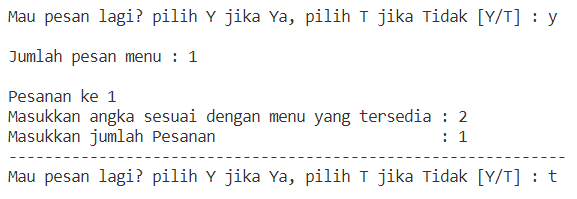 Mau pesan lagi? pilih Y jika Ya, pilih T jika Tidak [Y/T] : y
Jumlah pesan menu : 1
Pesanan ke 1
Masukkan angka sesuai dengan menu yang tersedia : 2
Masukkan jumlah Pesanan : 1
-------------------------------------------------------------
Mau pesan lagi? pilih Y jika Ya, pilih T jika Tidak [Y/T] : t